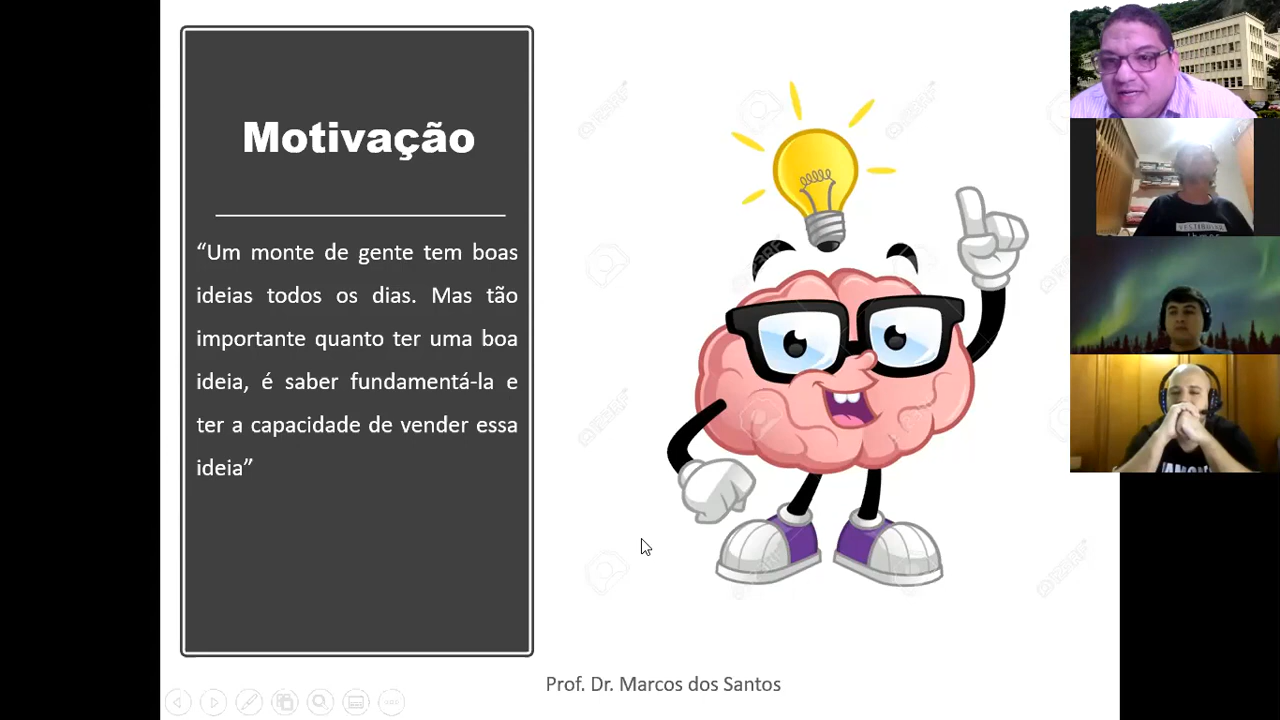 Motivação
“Um monte de gente tem boas
ideias todos os dias. Mas tão
importante quanto ter uma boa
ideia, é saber fundamentá-la e
ter a capacidade de vender essa
ideia”
Prof. Dr. Marcos dos Santos
123RF